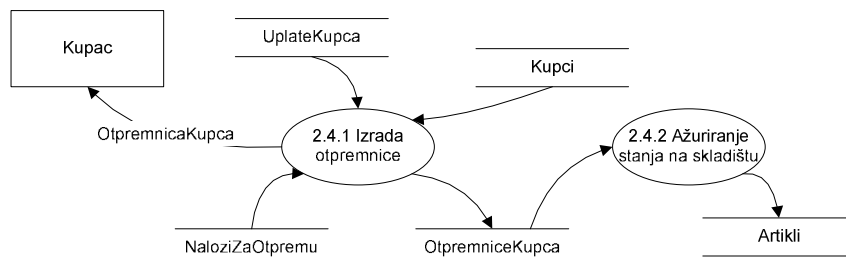 Kupac
UplateKupca
Kupci
OtpremnicaKupca
2.4.1 Izrada
otpremnice
2.4.2 Ažuriranje
stanja na skladištu
NaloziZaOtpremu
OtpremniceKupca
Artikli